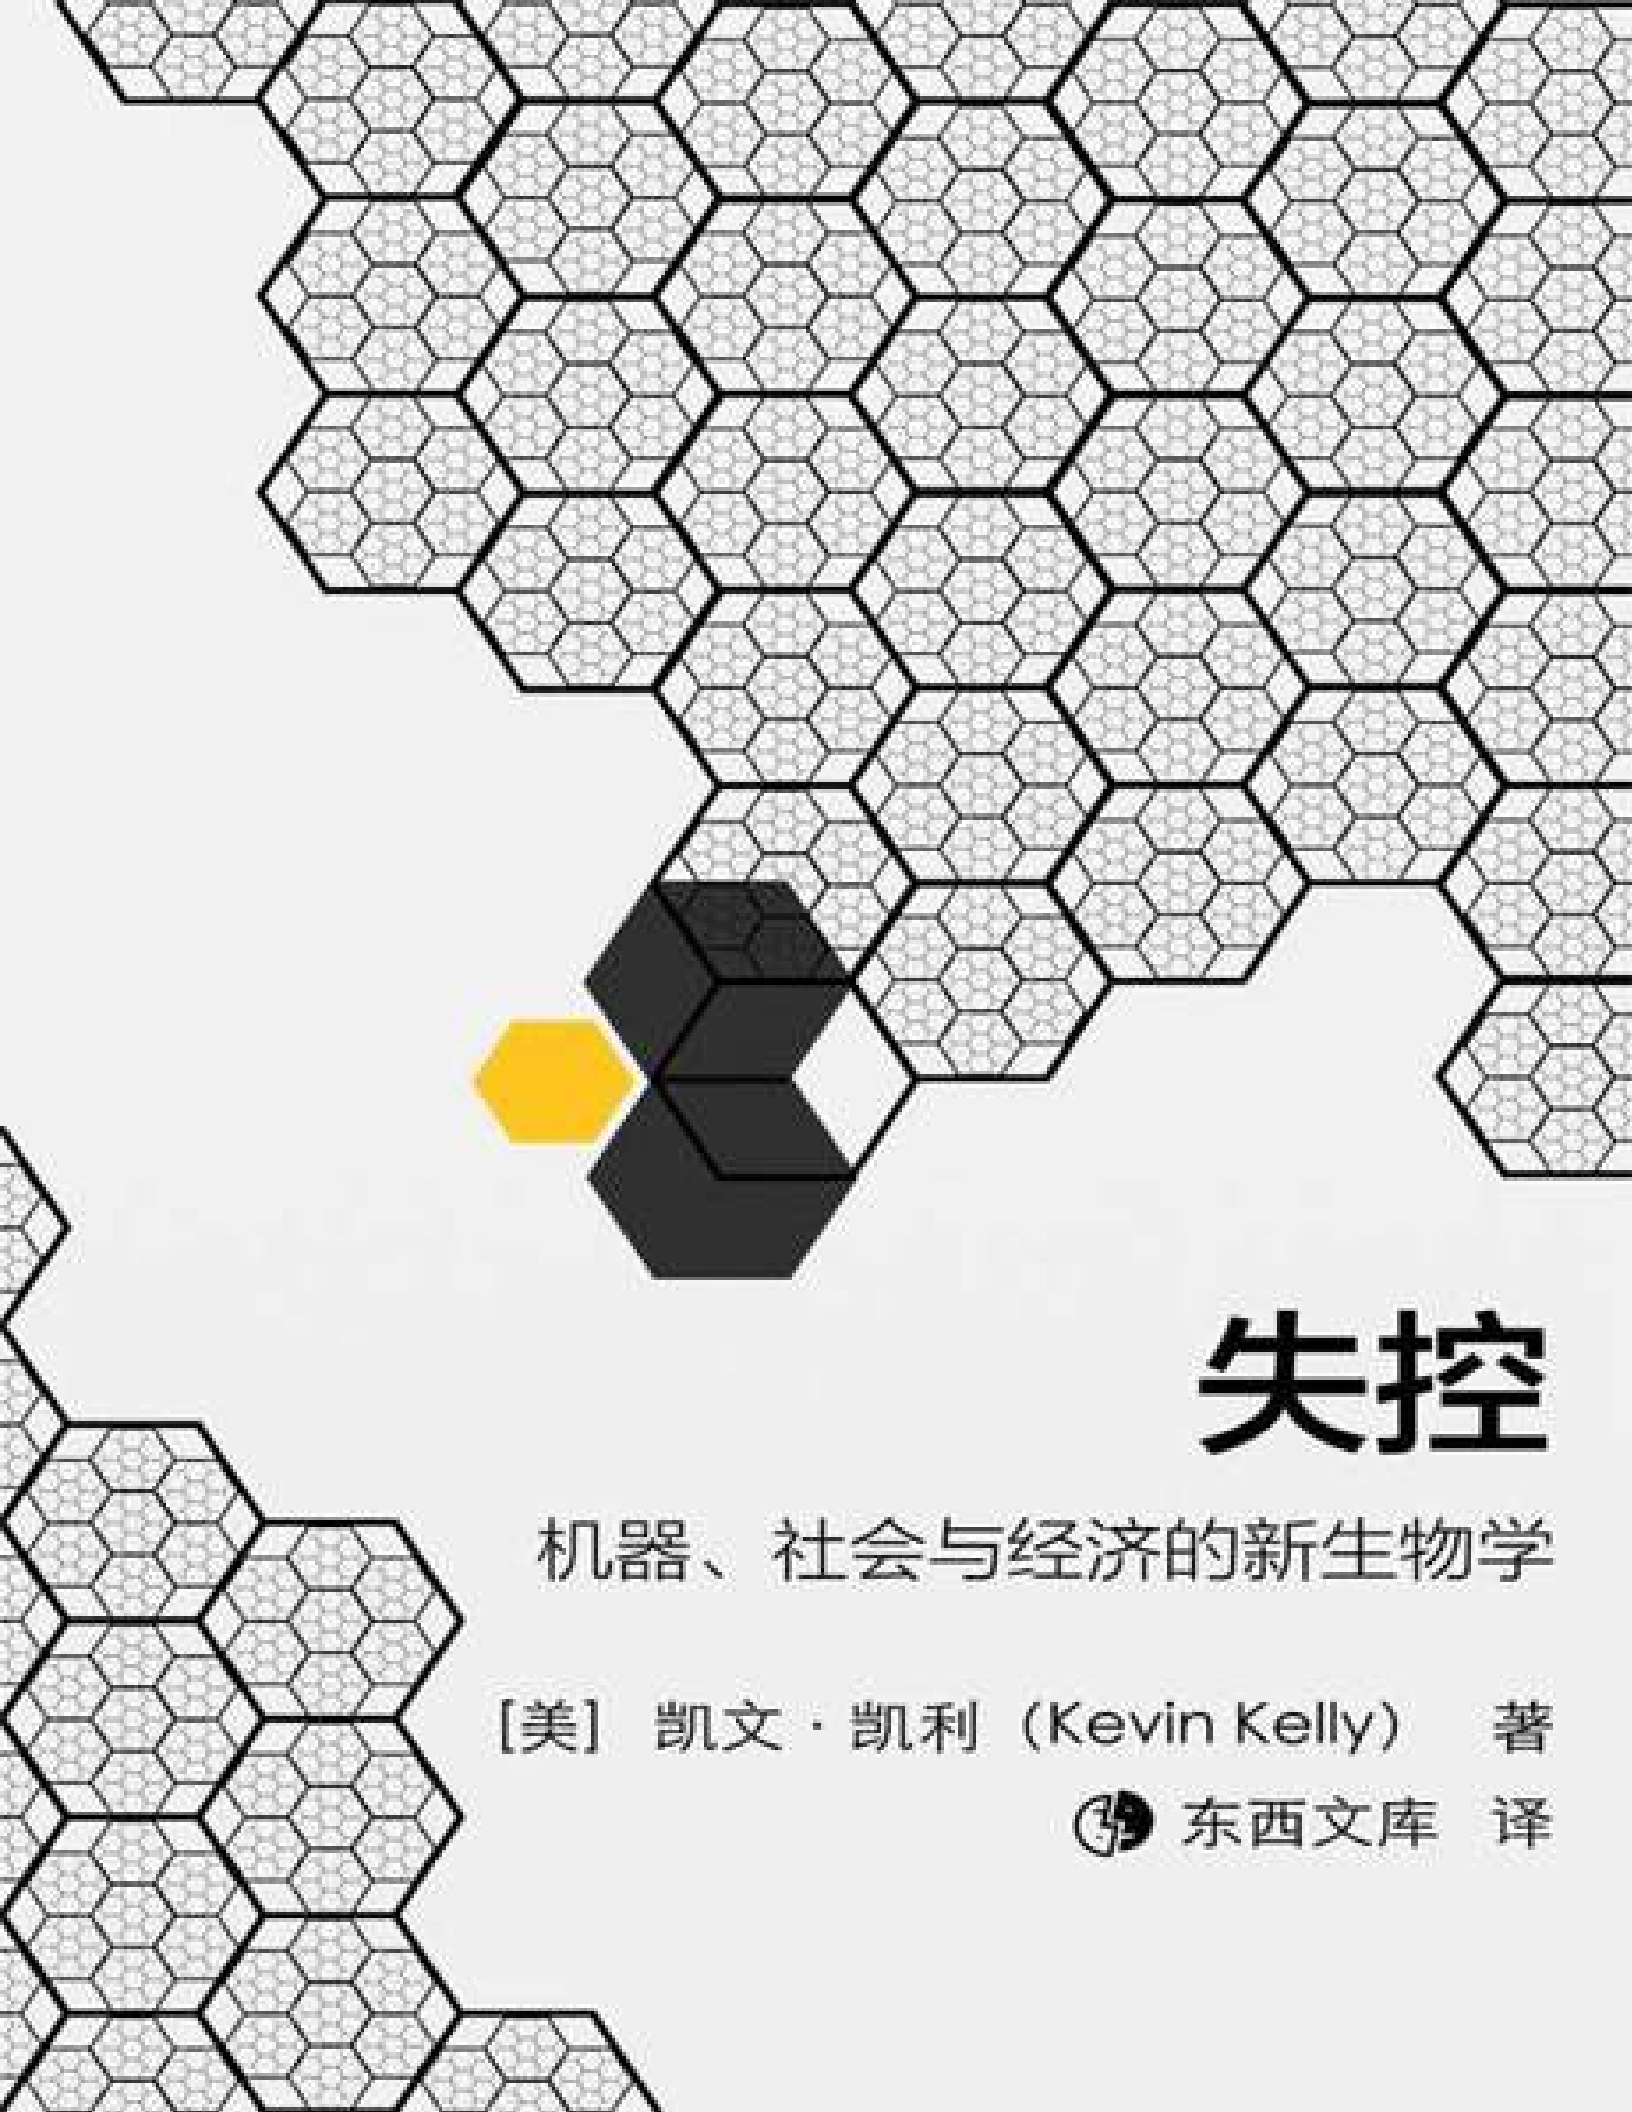 失控
机器、社会与经济的新生物学
[美] 凯文·凯利（Kevin Kelly） 著
东西文库 译